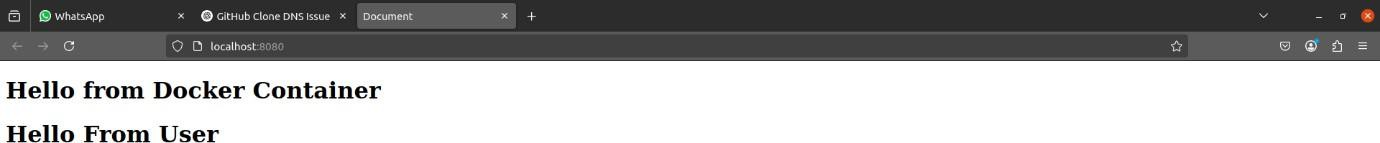 WhatsApp
GitHub Clone DNS Issue
Document
localhost:8080
Hello from Docker Container
Hello From User